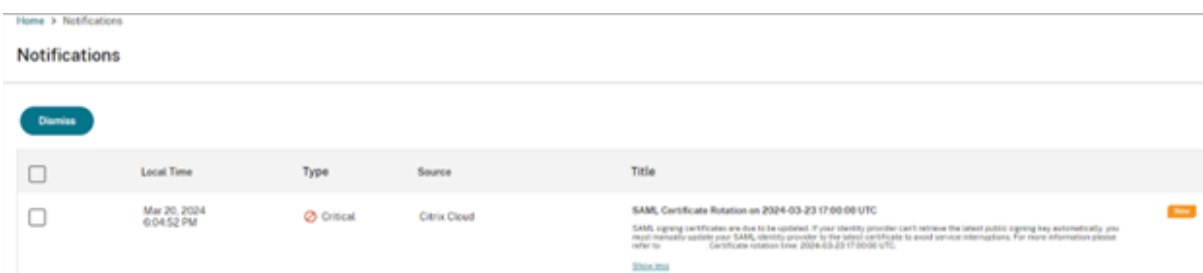 Home > Notifications
Notifications
Dismiss
Local Time Type Source Title
Mar 20, 2024 Critical Citrix Cloud SAML Certificate Rotation on 2024-03-23 17:00:00 UTC New
6:04:52 PM
SAML signing certificates are due to be updated. If your identity provider can't retrieve the latest public signing key automatically, you
must manually update your SAML identity provider to the latest certificate to avoid service interruptions. For more information please
refer to . Certificate rotation time: 2024-03-23 17:00:00 UTC.
Show less